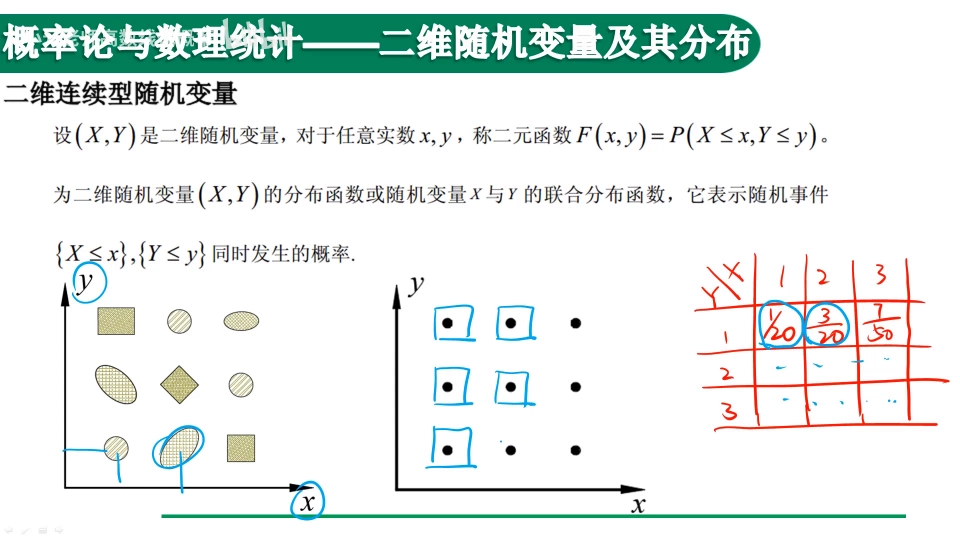 概率论与数理统计——二维随机变量及其分布
二维连续型随机变量
设(X,Y)是二维随机变量，对于任意实数x,y，称二元函数F(x,y)=P(X≤x,Y≤y)。
为二维随机变量(X,Y)的分布函数或随机变量X与Y的联合分布函数，它表示随机事件
{X≤x},{Y≤y}同时发生的概率.
y
x
y
x
Y\X 1 2 3
1 1/20 3/20 7/50
2
3